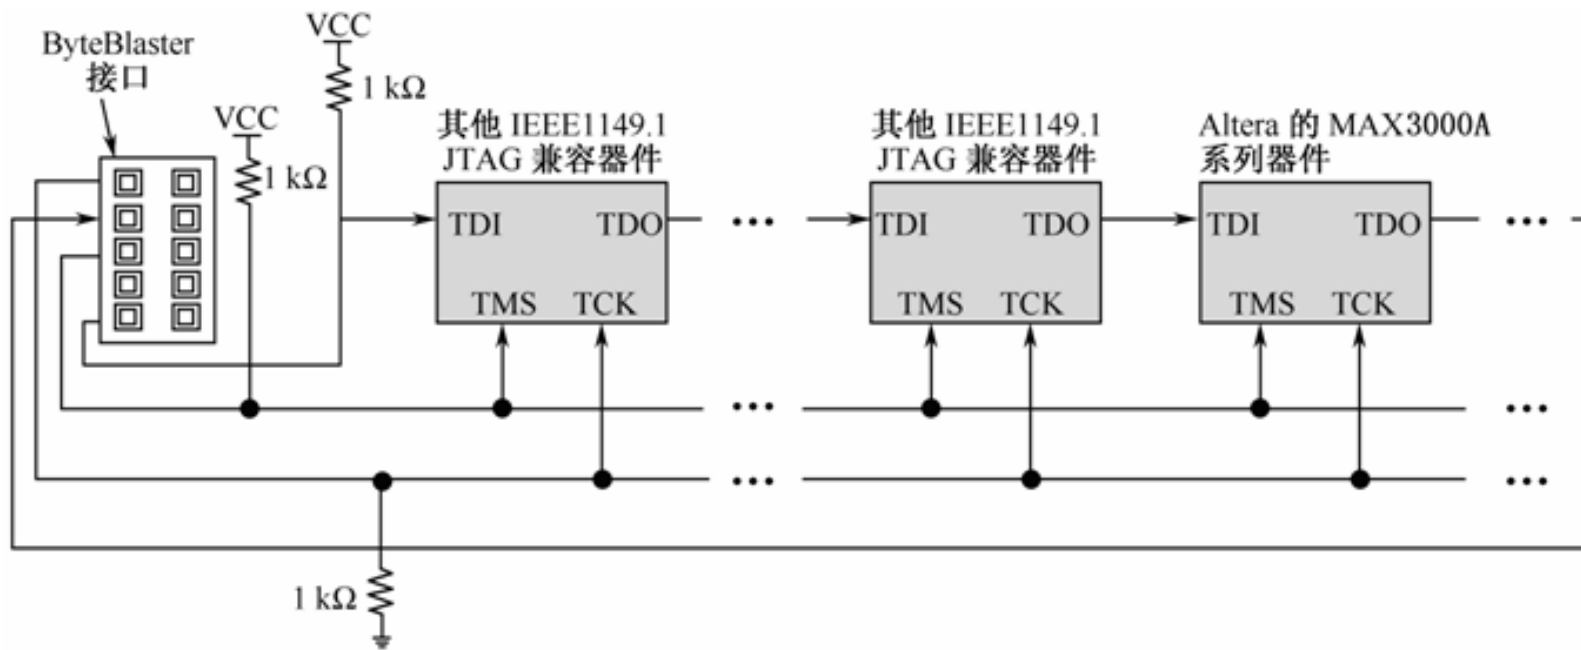 ByteBlaster
接口
VCC
1 kΩ
VCC
1 kΩ
其他 IEEE1149.1
JTAG 兼容器件
TDI
TDO
TMS
TCK
...
其他 IEEE1149.1
JTAG 兼容器件
TDI
TDO
TMS
TCK
Altera 的 MAX3000A
系列器件
TDI
TDO
TMS
TCK
...
...
...
...
...
1 kΩ